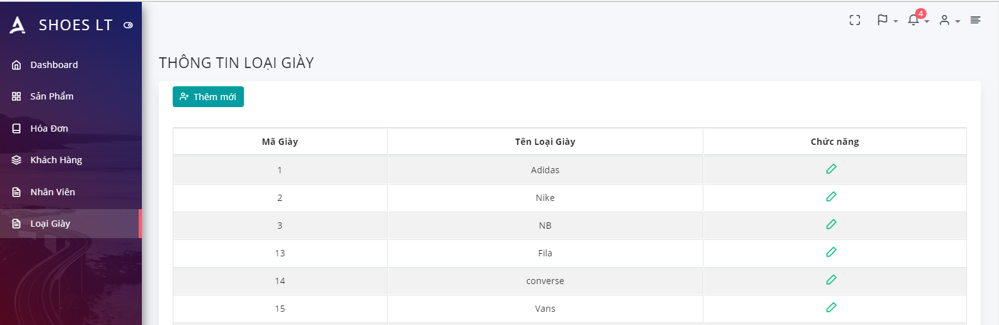 SHOES LT
4
Dashboard
Sản Phẩm
Hóa Đơn
Khách Hàng
Nhân Viên
Loại Giày
THÔNG TIN LOẠI GIÀY
Thêm mới
Mã Giày Tên Loại Giày Chức năng
1 Adidas
2 Nike
3 NB
13 Fila
14 converse
15 Vans